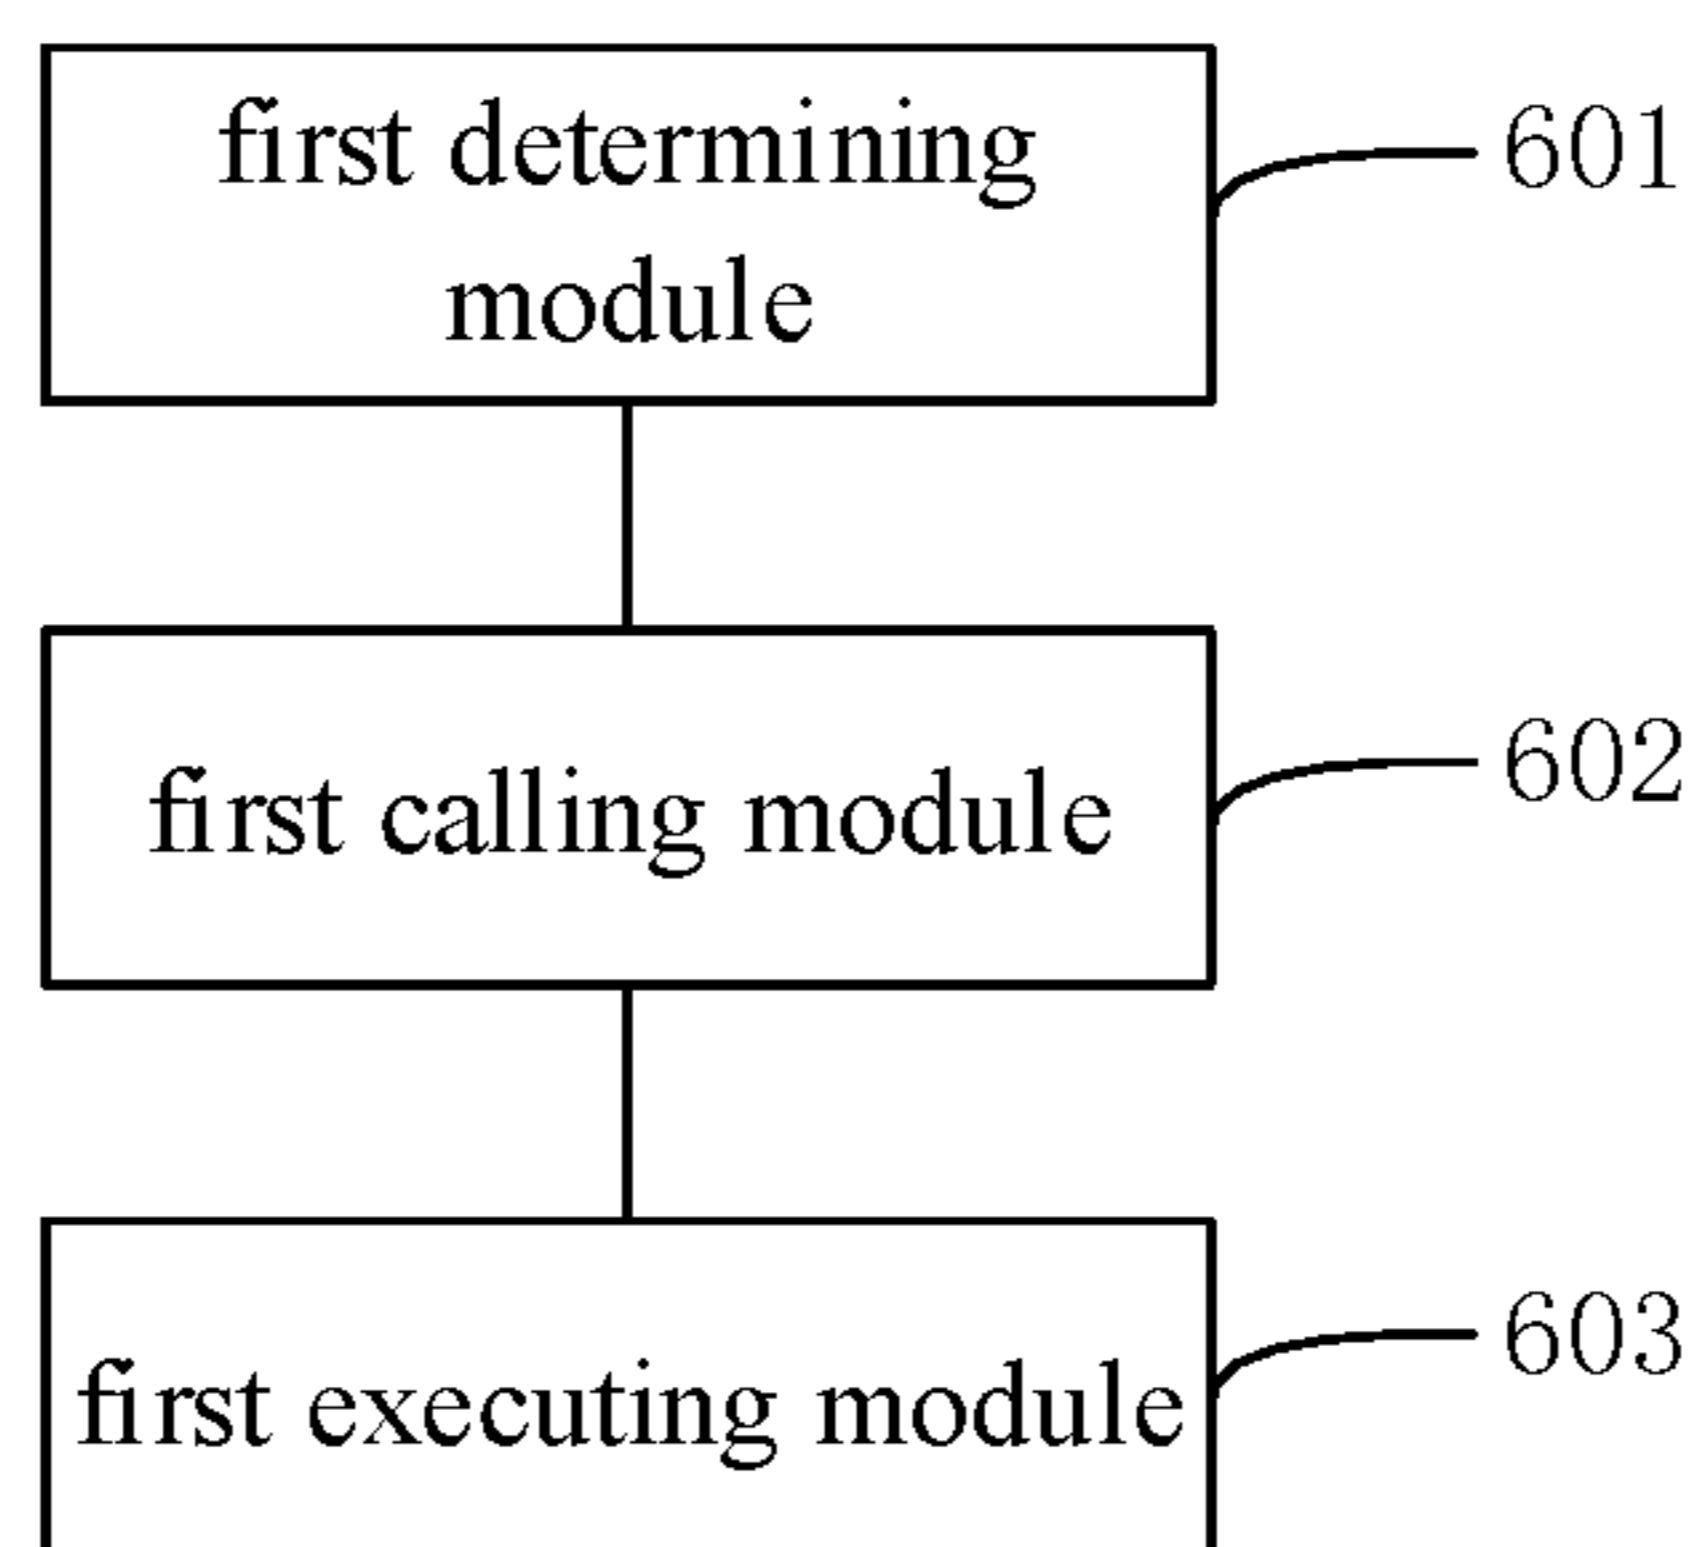 first determining
module
601
first calling module
602
first executing module
603